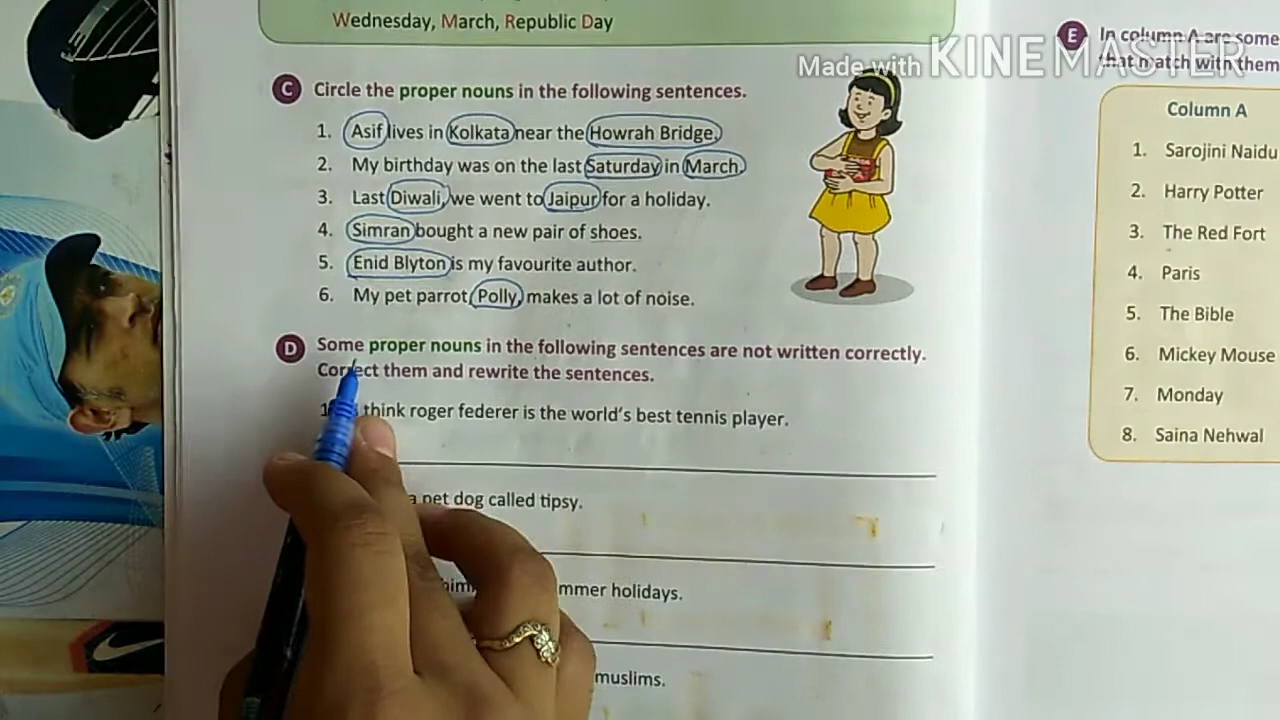 Wednesday, March, Republic Day
Made with KINEMASTER
C Circle the proper nouns in the following sentences.
1. Asif lives in Kolkata near the Howrah Bridge.
2. My birthday was on the last Saturday in March.
3. Last Diwali, we went to Jaipur for a holiday.
4. Simran bought a new pair of shoes.
5. Enid Blyton is my favourite author.
6. My pet parrot, Polly, makes a lot of noise.
D Some proper nouns in the following sentences are not written correctly.
Correct them and rewrite the sentences.
think roger federer is the world's best tennis player.
a pet dog called tipsy.
holidays.
muslims.
E In column A are some
that match with them
Column A
1. Sarojini Naidu
2. Harry Potter
3. The Red Fort
4. Paris
5. The Bible
6. Mickey Mouse
7. Monday
8. Saina Nehwal